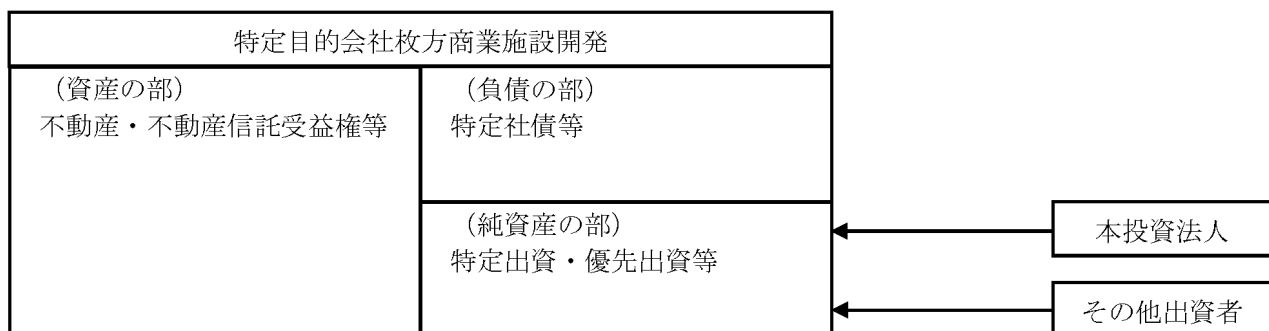 特定目的会社枚方商業施設開発
（資産の部）
不動産・不動産信託受益権等
（負債の部）
特定社債等
（純資産の部）
特定出資・優先出資等
本投資法人
その他出資者